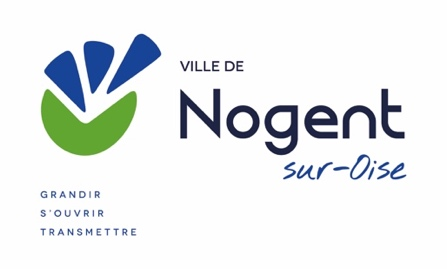 VILLE DE
Nogent
sur-Oise
GRANDIR
S'OUVRIR
TRANSMETTRE